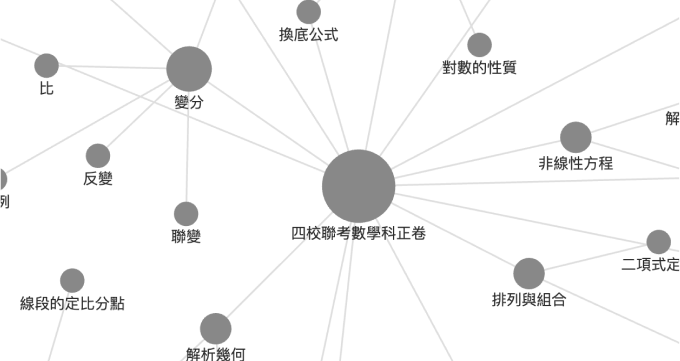 換底公式
對數的性質
比
變分
解
非線性方程
反變
例
聯變
四校聯考數學科正卷
二項式定
線段的定比分點
排列與組合
解析幾何